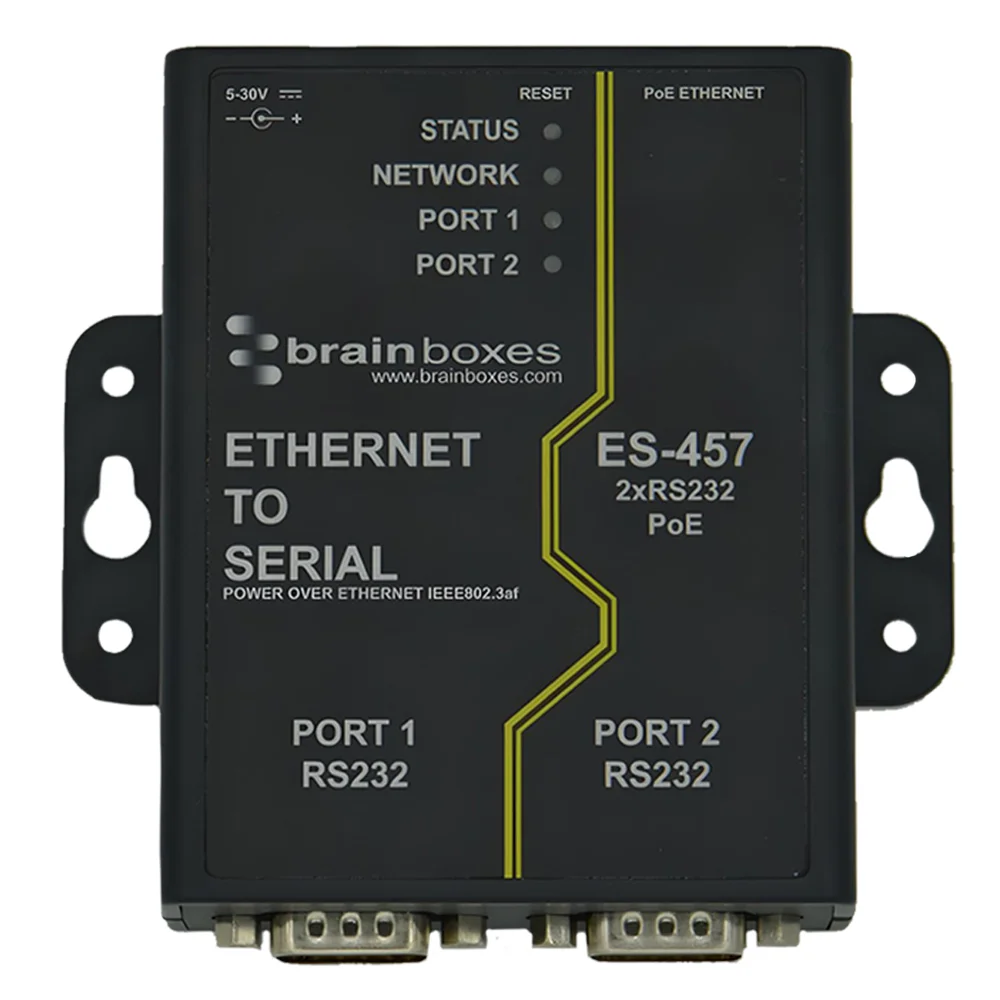 5-30V
RESET
PoE ETHERNET
- +
STATUS
NETWORK
PORT 1
PORT 2
brainboxes
www.brainboxes.com
ETHERNET
TO
SERIAL
POWER OVER ETHERNET IEEE802.3af
ES-457
2xRS232
PoE
PORT 1
RS232
PORT 2
RS232